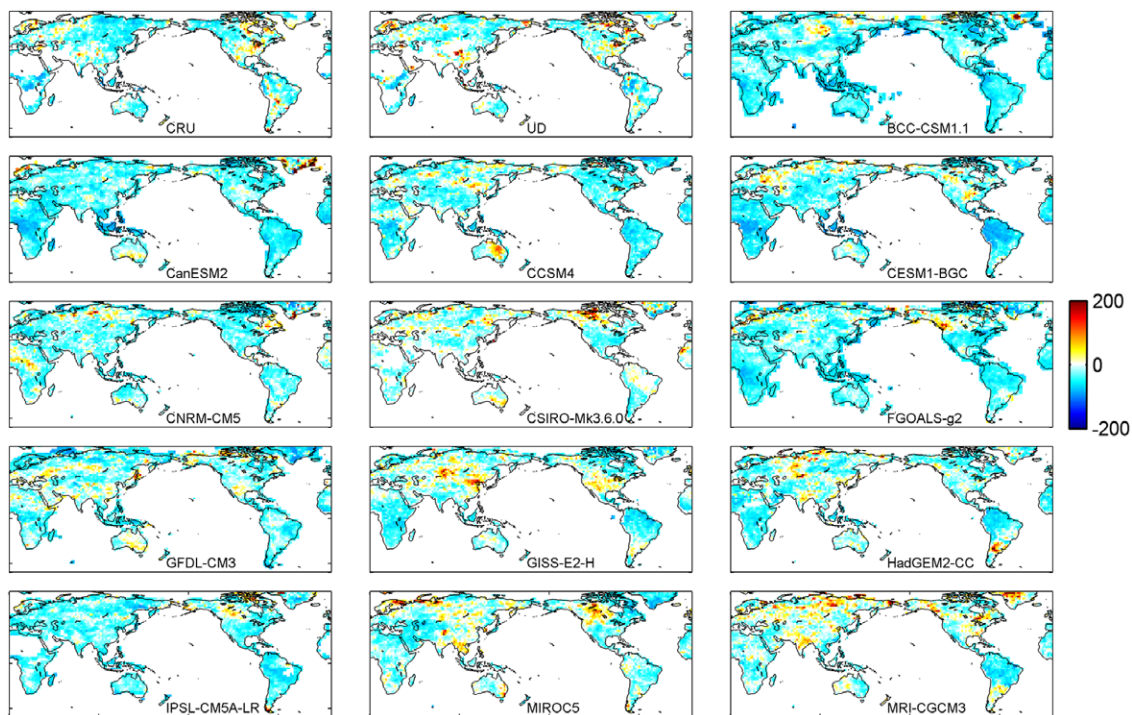 CRU
UD
BCC-CSM1.1
CanESM2
CCSM4
CESM1-BGC
CNRM-CM5
CSIRO-Mk3.6.0
FGOALS-g2
200
0
-200
GFDL-CM3
GISS-E2-H
HadGEM2-CC
IPSL-CM5A-LR
MIROC5
MRI-CGCM3